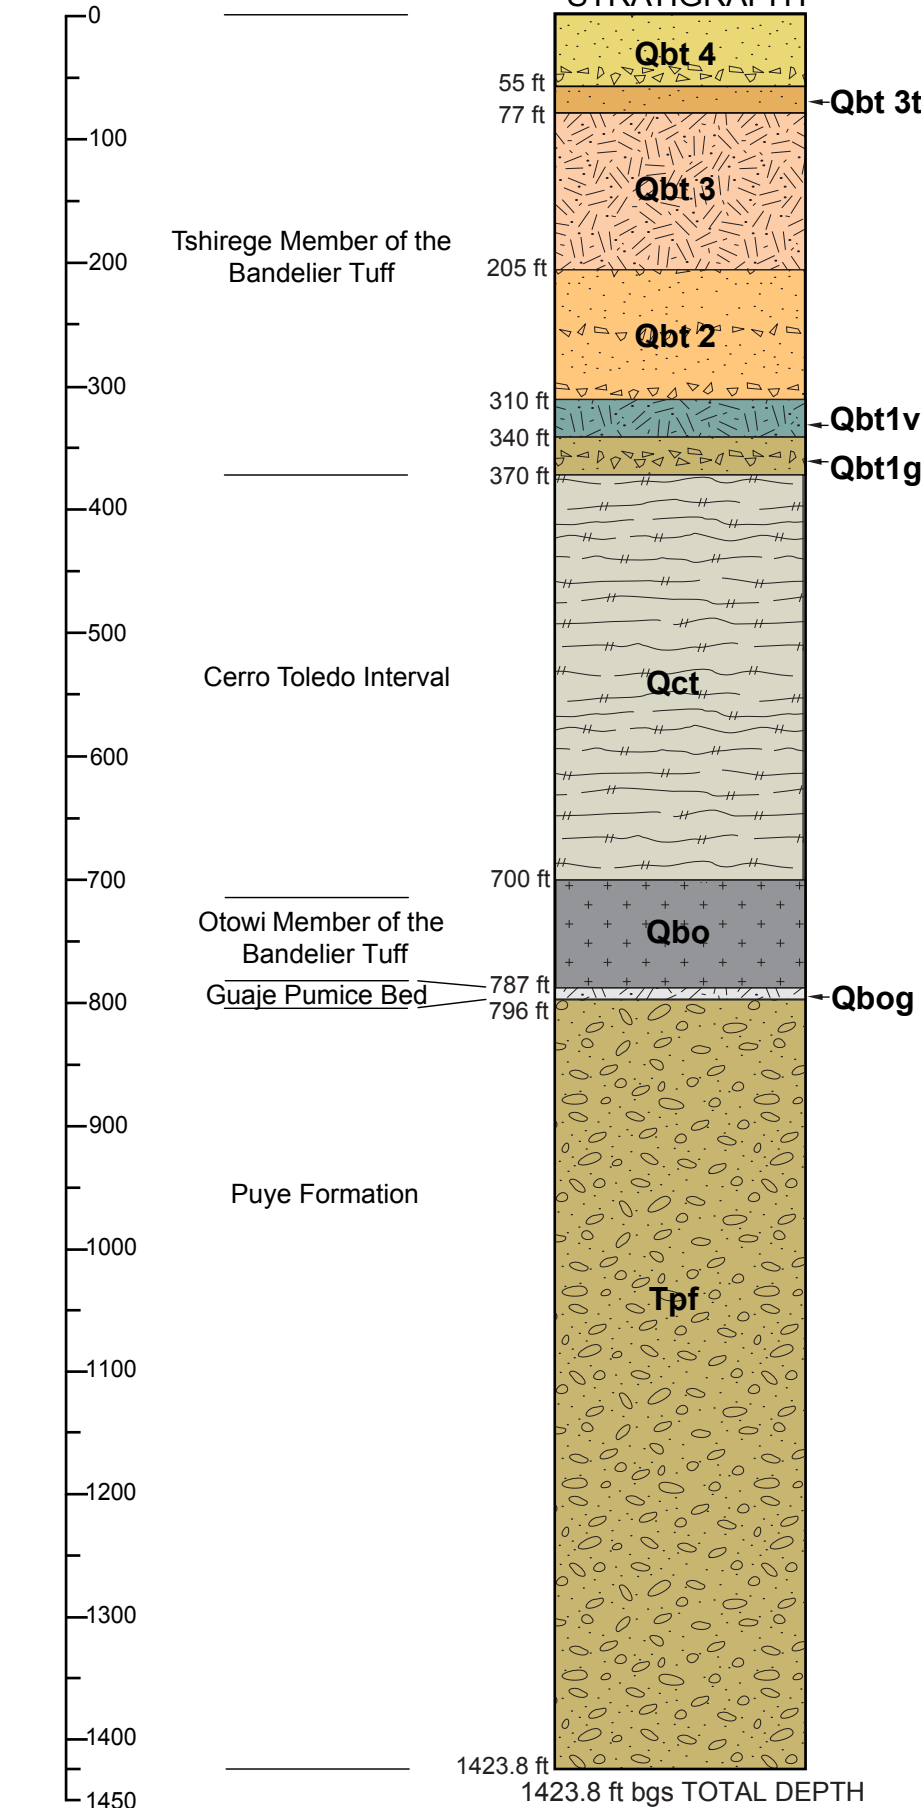 STRATIGRAPHY
0
Qbt 4
55 ft
Qbt 3t
77 ft
100
Qbt 3
Tshirege Member of the
Bandelier Tuff
200
205 ft
Qbt 2
300
310 ft
Qbt1v
340 ft
Qbt1g
370 ft
400
500
Cerro Toledo Interval
Qct
600
700
700 ft
Otowi Member of the
Bandelier Tuff
Qbo
787 ft
Guaje Pumice Bed
800
796 ft
Qbog
900
Puye Formation
1000
Tpf
1100
1200
1300
1400
1423.8 ft
1423.8 ft bgs TOTAL DEPTH
1450